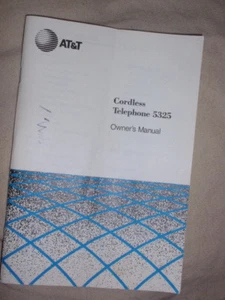 AT&T
Cordless
Telephone 5325
Owner's Manual